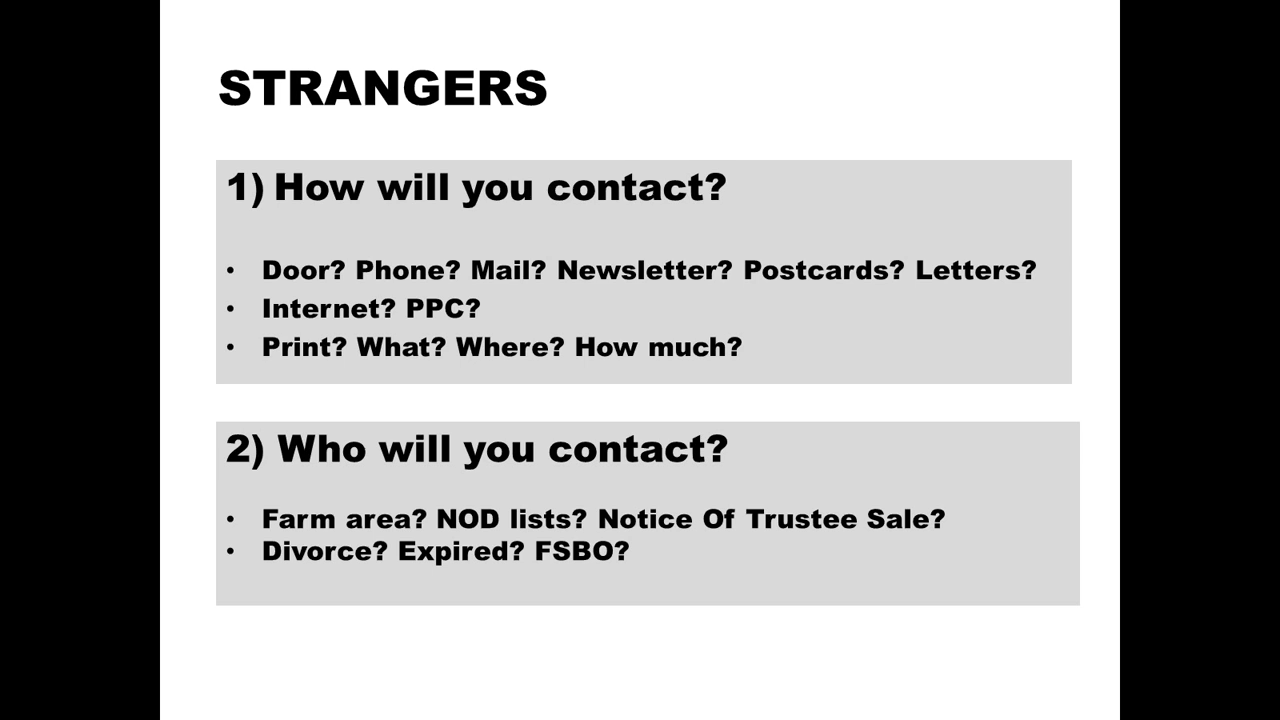 STRANGERS
1) How will you contact?
• Door? Phone? Mail? Newsletter? Postcards? Letters?
• Internet? PPC?
• Print? What? Where? How much?
2) Who will you contact?
• Farm area? NOD lists? Notice Of Trustee Sale?
• Divorce? Expired? FSBO?